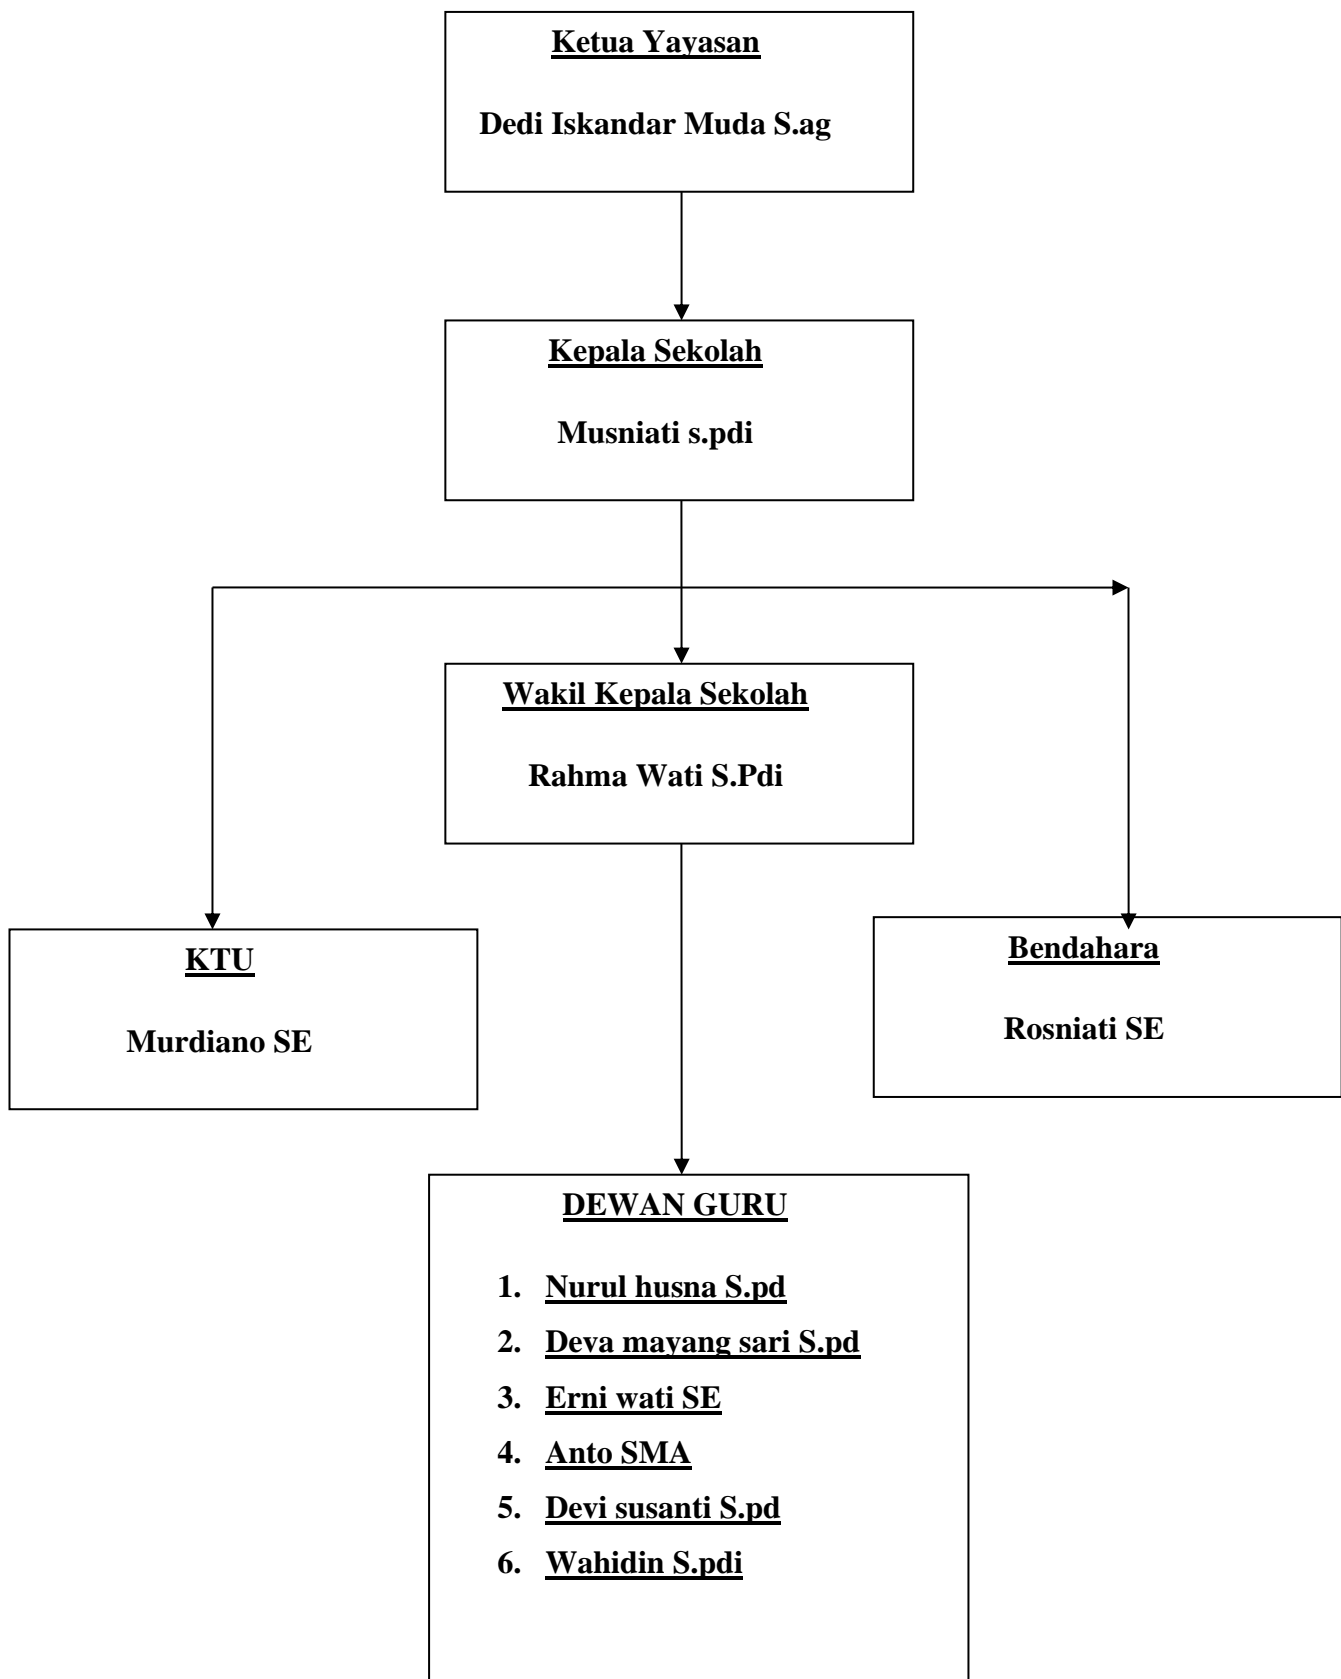 Ketua Yayasan
Dedi Iskandar Muda S.ag
Kepala Sekolah
Musniati s.pdi
Wakil Kepala Sekolah
Rahma Wati S.Pdi
KTU
Murdiano SE
Bendahara
Rosniati SE
DEWAN GURU
1. Nurul husna S.pd
2. Deva mayang sari S.pd
3. Erni wati SE
4. Anto SMA
5. Devi susanti S.pd
6. Wahidin S.pdi